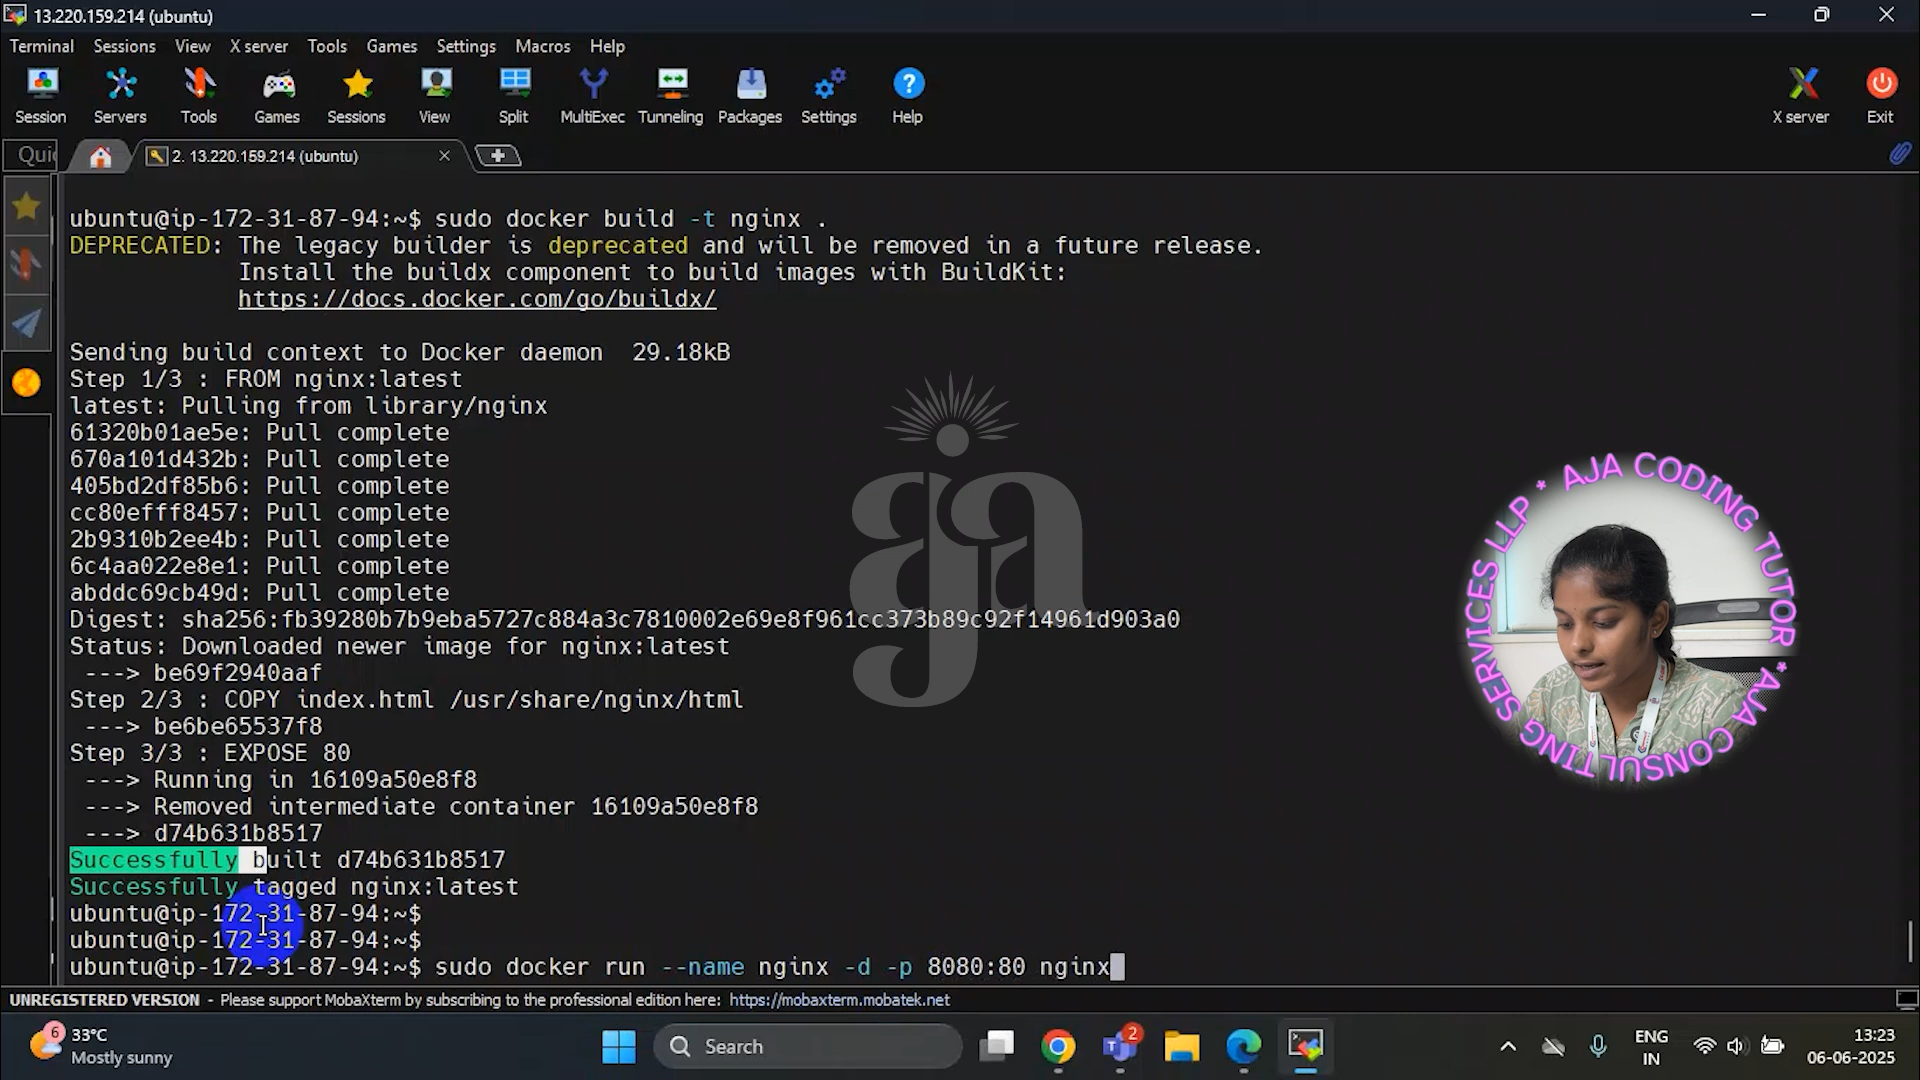 13.220.159.214 (ubuntu)
Terminal Sessions View X server Tools Games Settings Macros Help
Session Servers Tools Games Sessions View Split MultiExec Tunneling Packages Settings Help X server Exit
Quic
2. 13.220.159.214 (ubuntu)
ubuntu@ip-172-31-87-94:~$ sudo docker build -t nginx .
DEPRECATED: The legacy builder is deprecated and will be removed in a future release.
Install the buildx component to build images with BuildKit:
https://docs.docker.com/go/buildx/
Sending build context to Docker daemon 29.18kB
Step 1/3 : FROM nginx:latest
latest: Pulling from library/nginx
61320b01ae5e: Pull complete
670a101d432b: Pull complete
405bd2df85b6: Pull complete
cc80efff8457: Pull complete
2b9310b2ee4b: Pull complete
6c4aa022e8e1: Pull complete
abddc69cb49d: Pull complete
Digest: sha256:fb39280b7b9eba5727c884a3c7810002e69e8f961cc373b89c92f14961d903a0
Status: Downloaded newer image for nginx:latest
---> be69f2940aaf
Step 2/3 : COPY index.html /usr/share/nginx/html
---> be6be65537f8
Step 3/3 : EXPOSE 80
---> Running in 16109a50e8f8
---> Removed intermediate container 16109a50e8f8
---> d74b631b8517
Successfully built d74b631b8517
Successfully tagged nginx:latest
ubuntu@ip-172-31-87-94:~$
ubuntu@ip-172-31-87-94:~$
ubuntu@ip-172-31-87-94:~$ sudo docker run --name nginx -d -p 8080:80 nginx
aja
* AJA CODING TUTOR * AJA CONSULTING SERVICES LLP
UNREGISTERED VERSION - Please support MobaXterm by subscribing to the professional edition here: https://mobaxterm.mobatek.net
6
33°C
Mostly sunny
Search
2
ENG
IN
13:23
06-06-2025